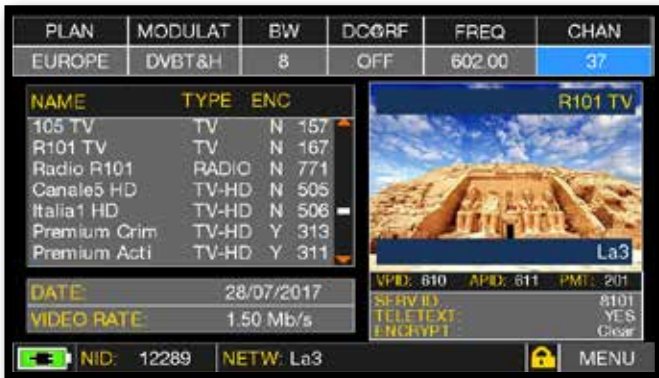 PLAN MODULAT BW DC@RF FREQ CHAN
EUROPE DVBT&H 8 OFF 602.00 37
NAME TYPE ENC
105 TV TV N 157
R101 TV TV N 167
Radio R101 RADIO N 771
Canale5 HD TV-HD N 505
Italia1 HD TV-HD N 506
Premium Crim TV-HD Y 313
Premium Acti TV-HD Y 311
DATE: 28/07/2017
VIDEO RATE: 1.50 Mb/s
R101 TV
La3
VPID: 610 APID: 611 PMT: 201
SERV ID: 8101
TELETEXT: YES
ENCRYPT: Clear
NID: 12289 NETW: La3 MENU